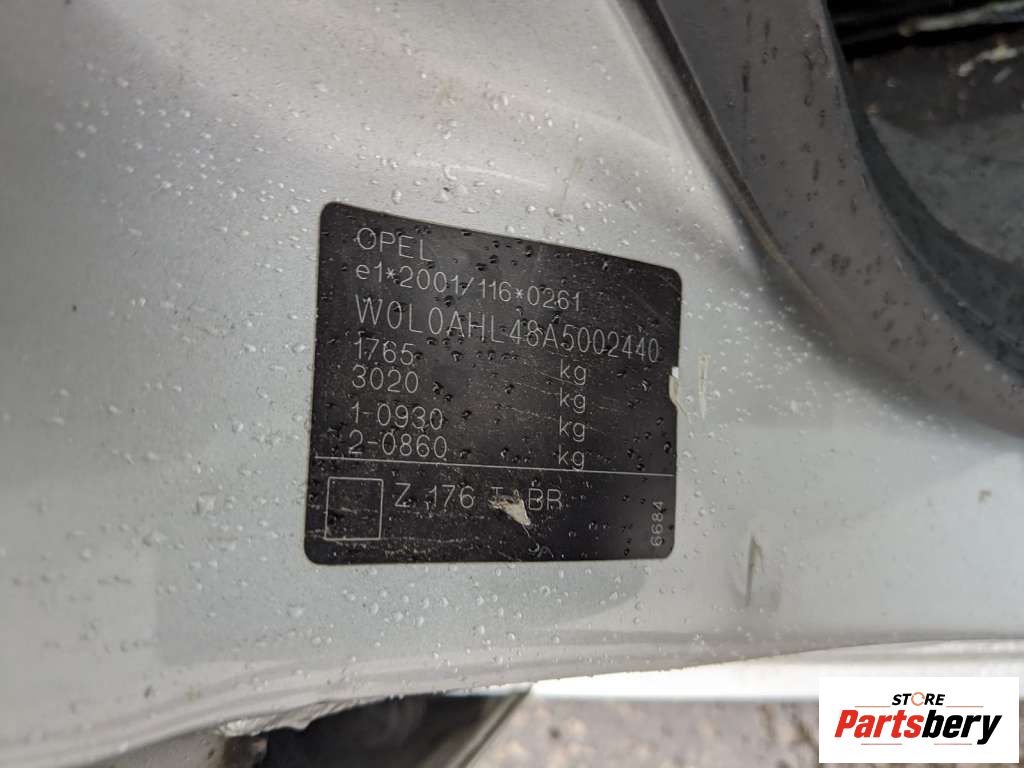 OPEL
e1*2001/116*0261
W0L0AHL48A5002440
1765 kg
3020 kg
1-0930 kg
2-0860 kg
Z 176 BR
6684
STORE
Partsbery